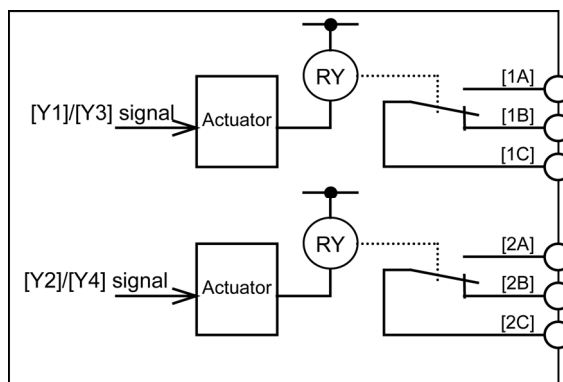 [Y1]/[Y3] signal
Actuator
RY
[1A]
[1B]
[1C]
[Y2]/[Y4] signal
Actuator
RY
[2A]
[2B]
[2C]